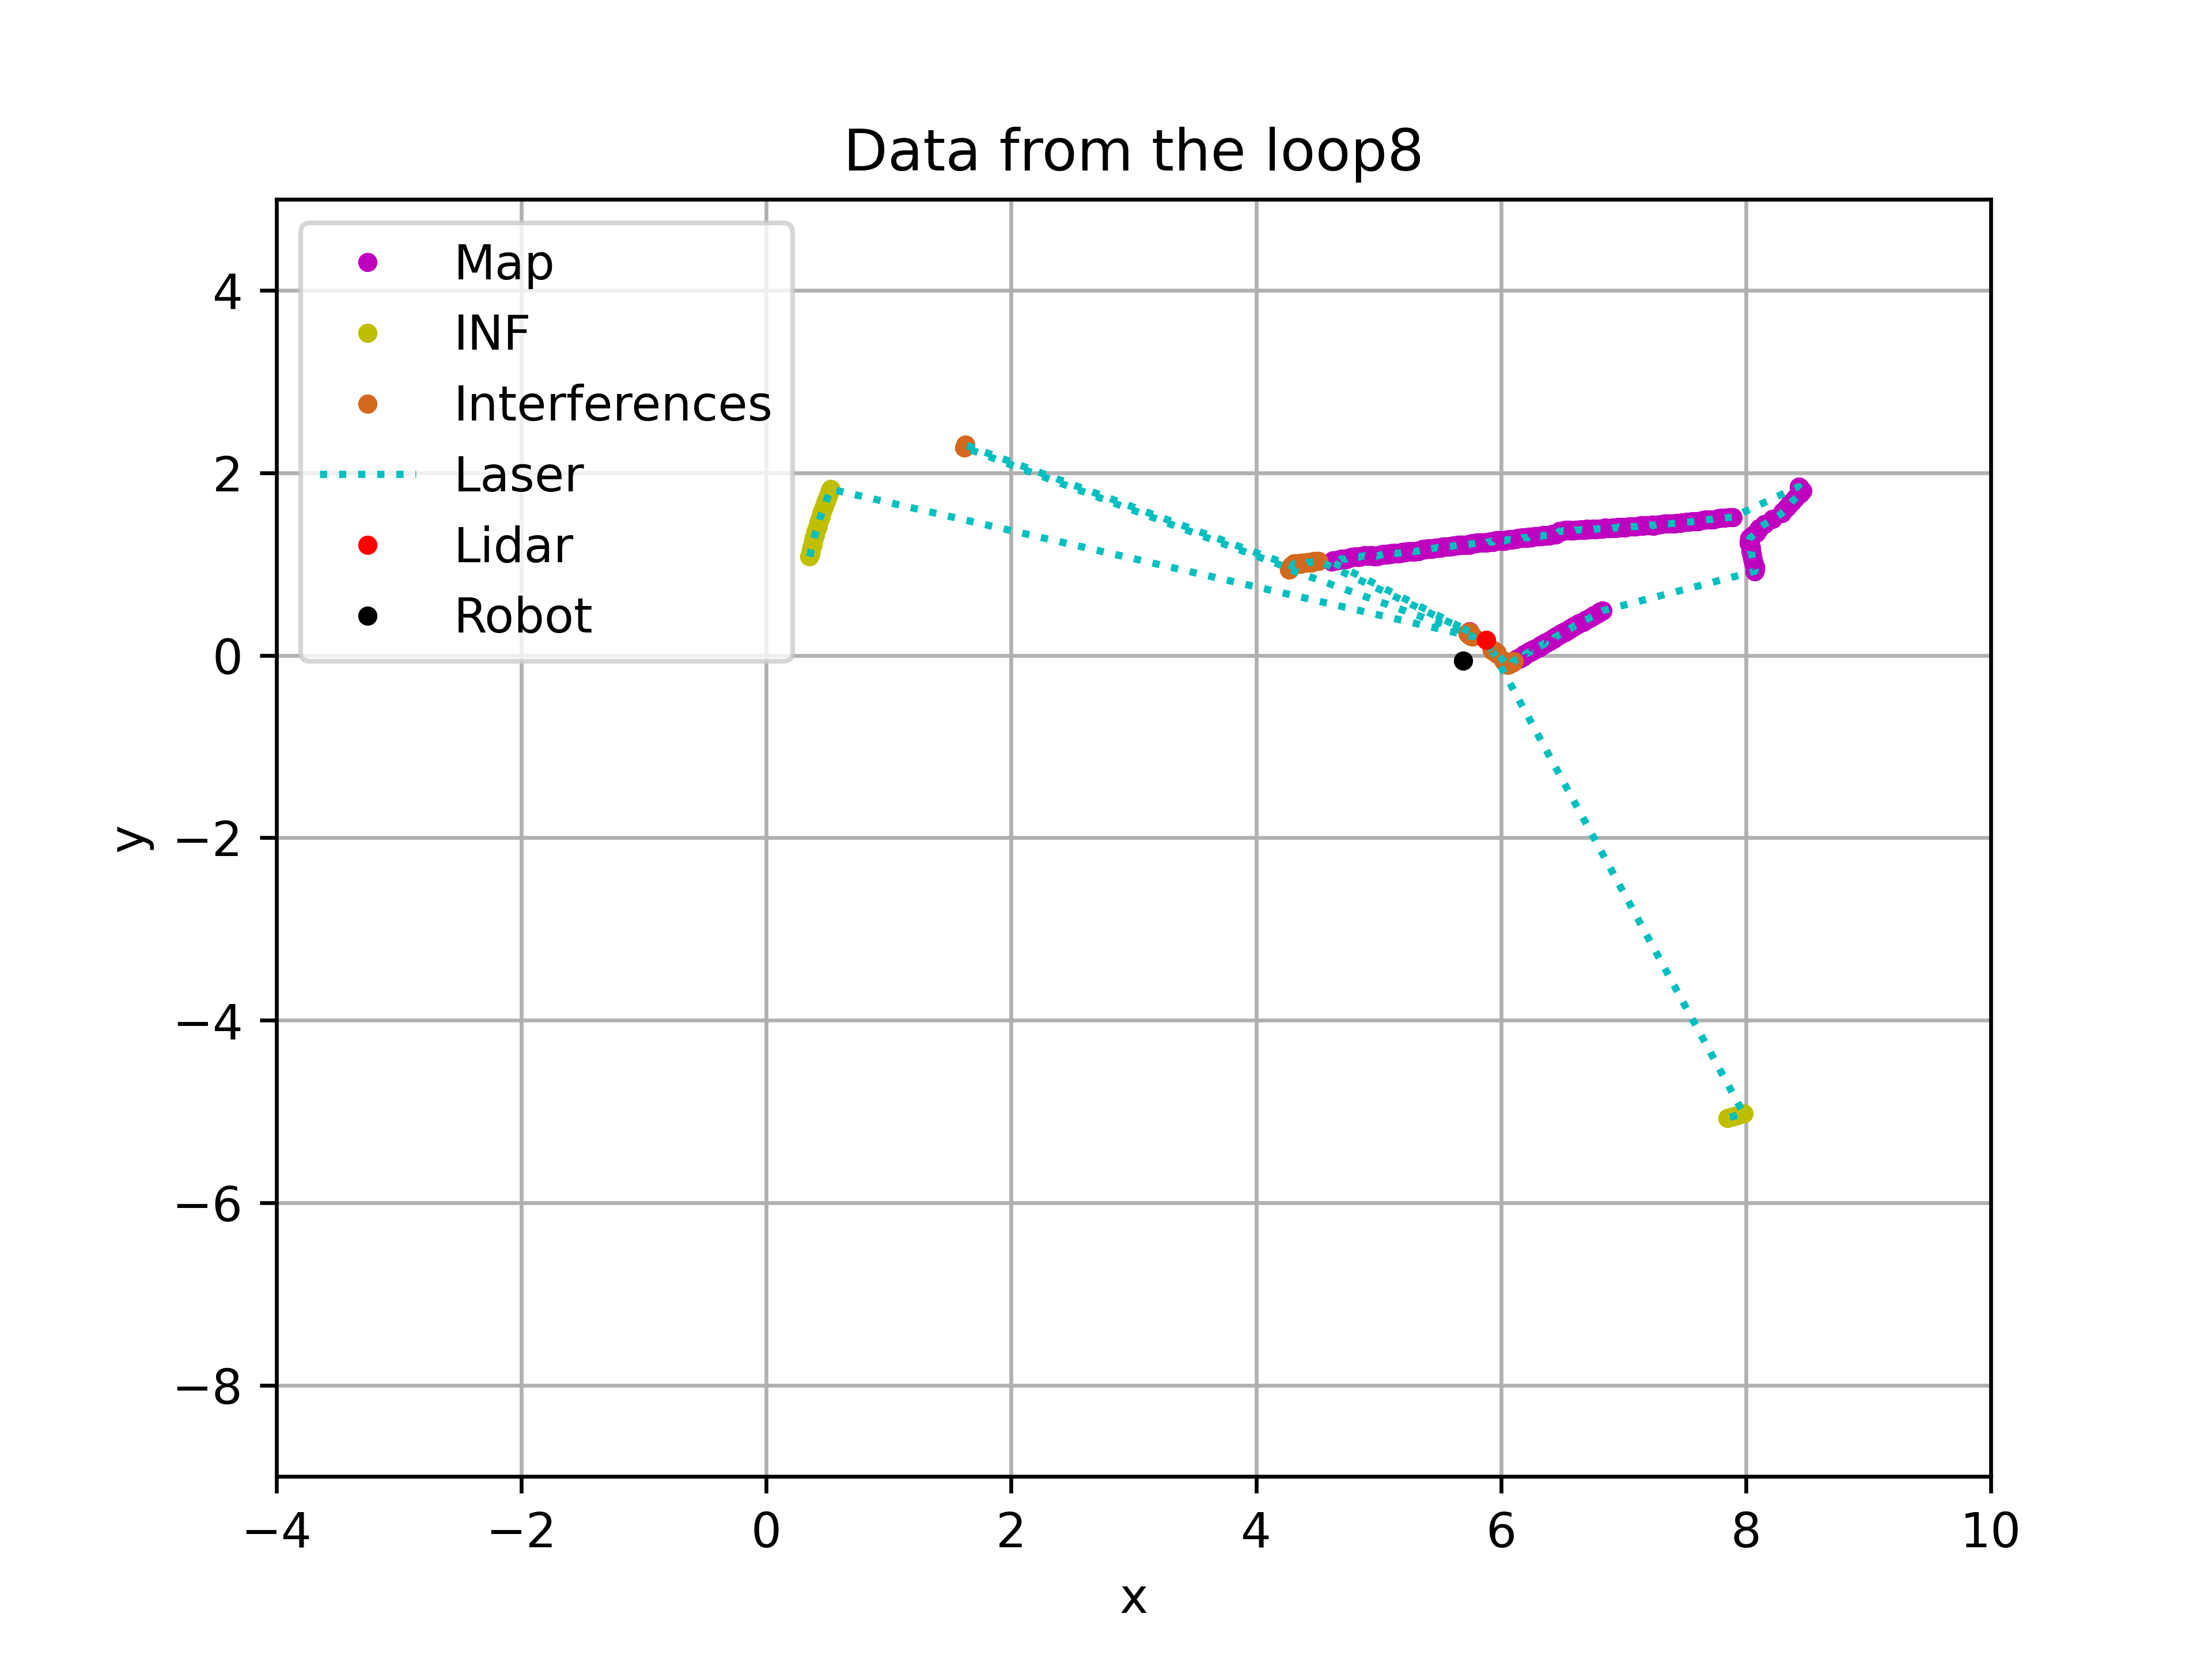 Data from the loop8
Map
INF
Interferences
Laser
Lidar
Robot
4
2
0
−2
−4
−6
−8
y
−4 −2 0 2 4 6 8 10
x